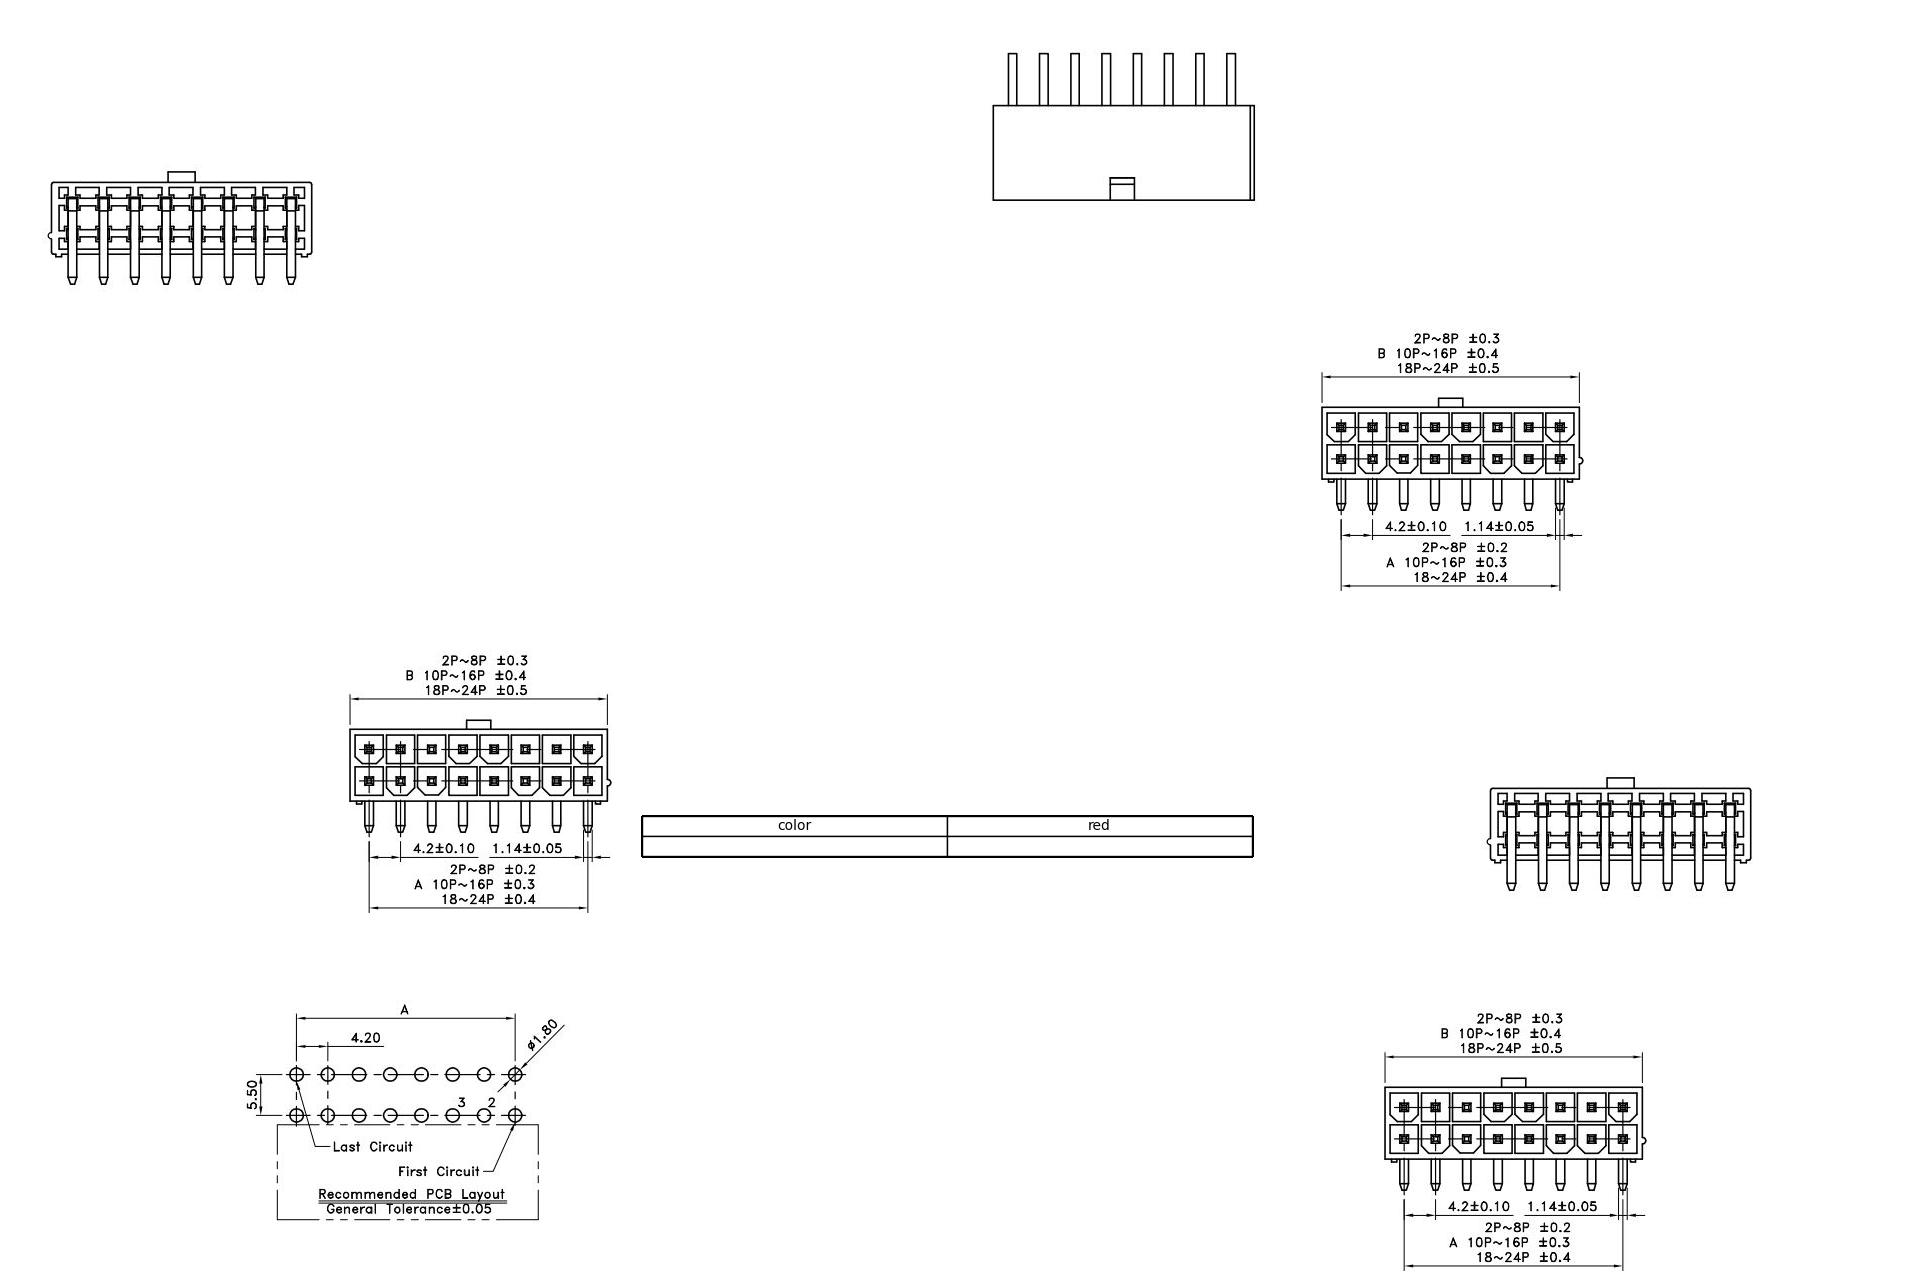 2P~8P ±0.3
B 10P~16P ±0.4
18P~24P ±0.5
4.2±0.10 1.14±0.05
2P~8P ±0.2
A 10P~16P ±0.3
18~24P ±0.4
2P~8P ±0.3
B 10P~16P ±0.4
18P~24P ±0.5
4.2±0.10 1.14±0.05
2P~8P ±0.2
A 10P~16P ±0.3
18~24P ±0.4
color red
A
4.20
ø1.80
5.50
3 2
Last Circuit
First Circuit
Recommended PCB Layout
General Tolerance±0.05
2P~8P ±0.3
B 10P~16P ±0.4
18P~24P ±0.5
4.2±0.10 1.14±0.05
2P~8P ±0.2
A 10P~16P ±0.3
18~24P ±0.4